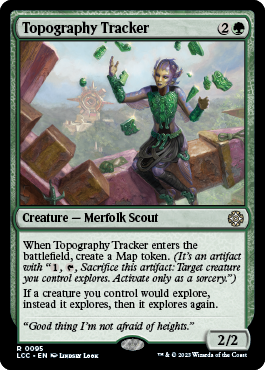 Topography Tracker 2
Creature — Merfolk Scout
When Topography Tracker enters the
battlefield, create a Map token. (It's an artifact
with “1, Sacrifice this artifact: Target creature
you control explores. Activate only as a sorcery.”)
If a creature you control would explore,
instead it explores, then it explores again.
“Good thing I'm not afraid of heights.”
2/2
R 0095
LCC • EN Lindsey Look ™ & © 2023 Wizards of the Coast